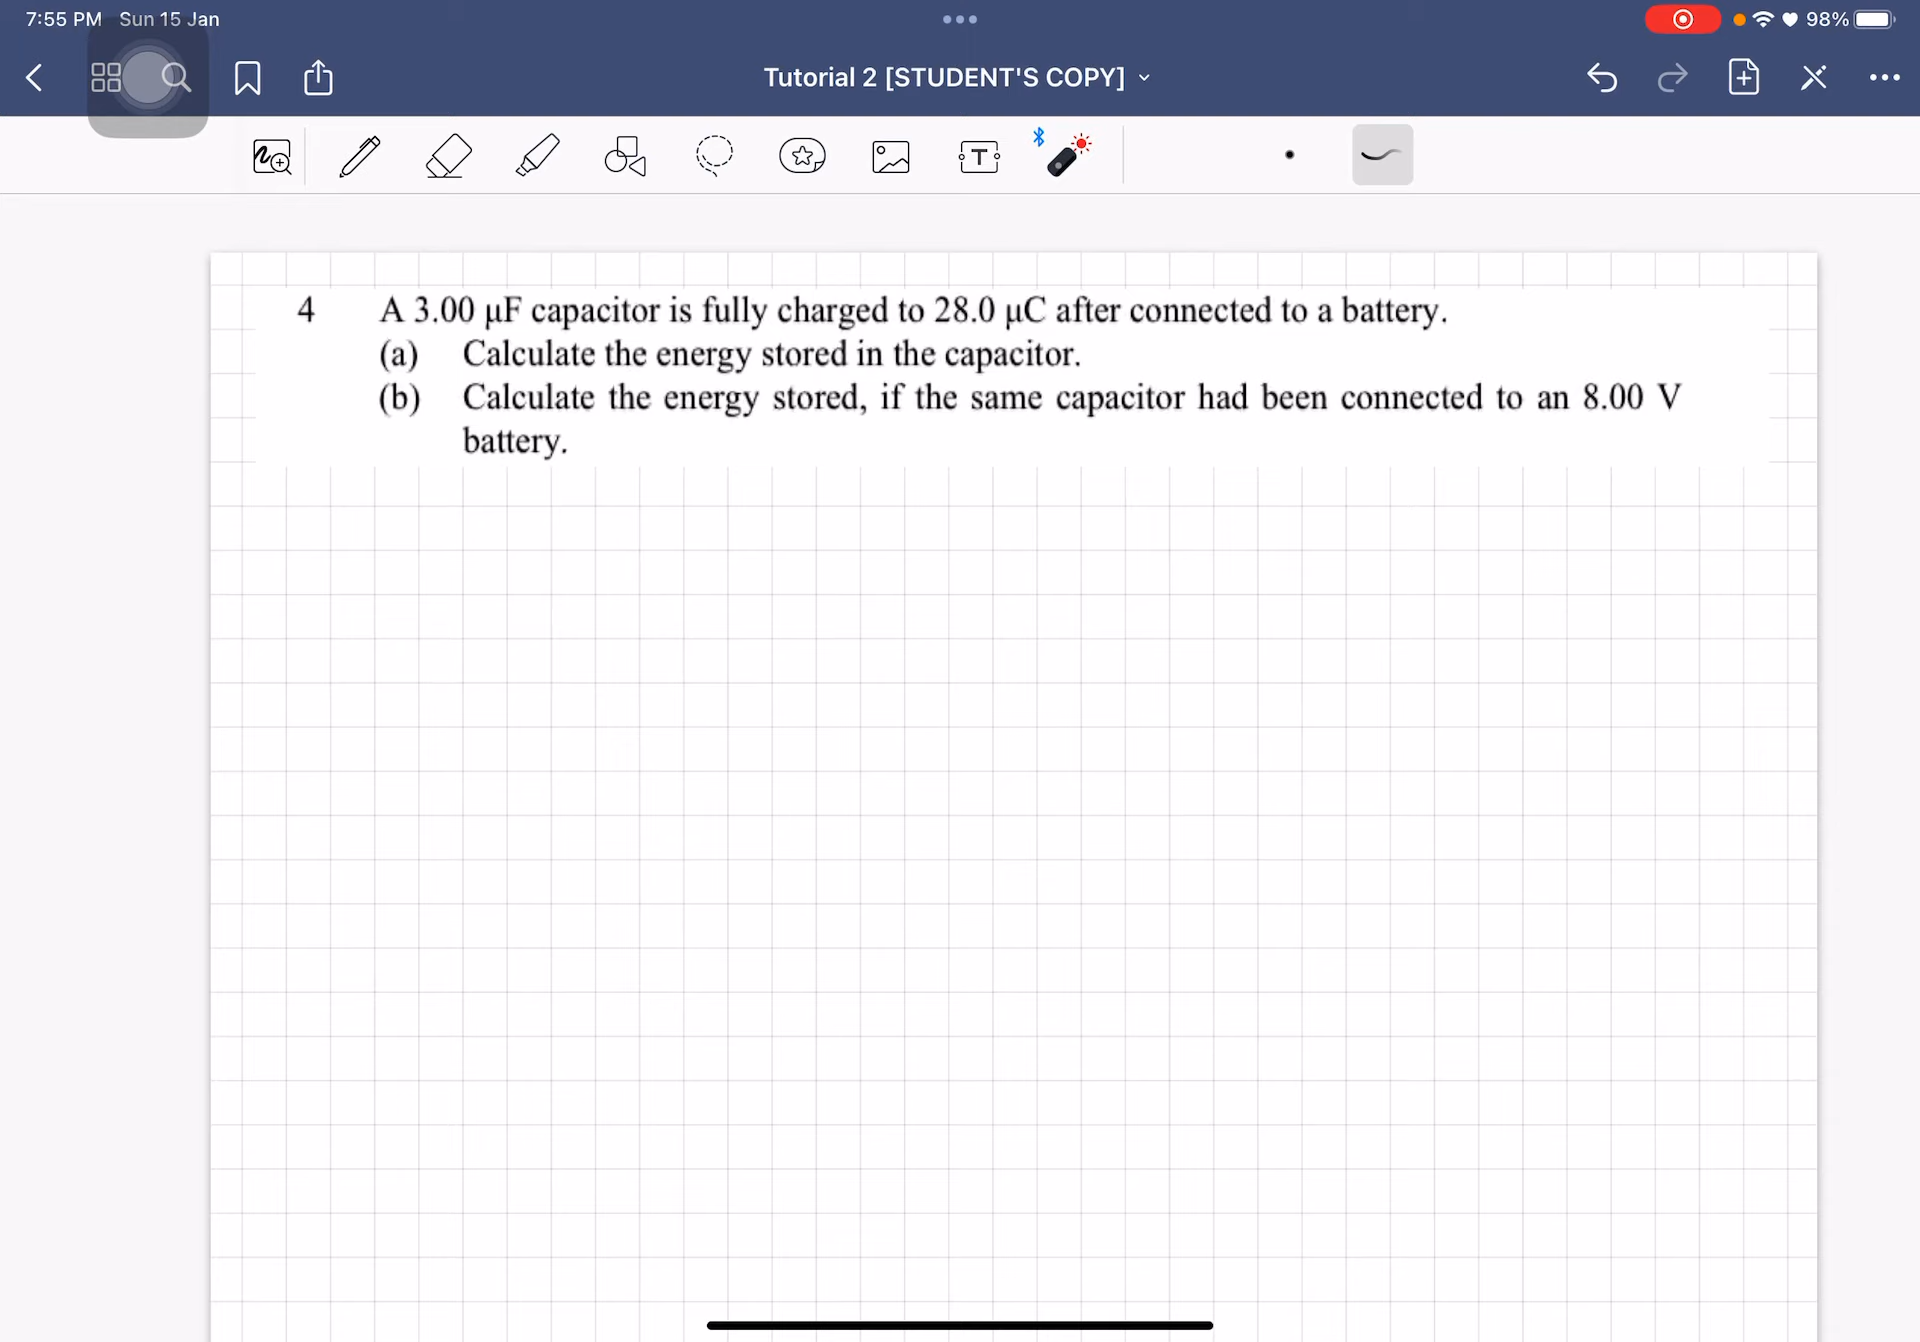 7:55 PM Sun 15 Jan
98%
Tutorial 2 [STUDENT'S COPY]
T
4 A 3.00 μF capacitor is fully charged to 28.0 μC after connected to a battery.
(a) Calculate the energy stored in the capacitor.
(b) Calculate the energy stored, if the same capacitor had been connected to an 8.00 V
battery.